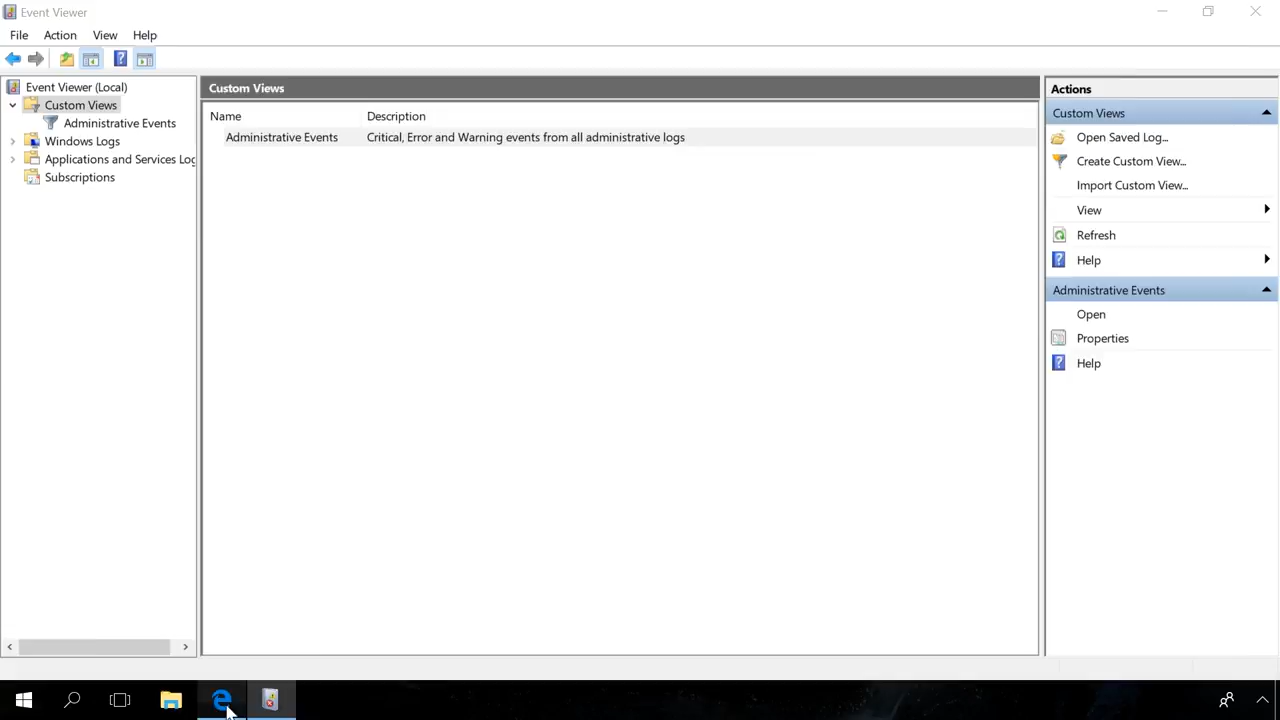 Event Viewer
File Action View Help
Event Viewer (Local)
Custom Views
Administrative Events
Windows Logs
Applications and Services Log
Subscriptions
Custom Views
Name Description
Administrative Events Critical, Error and Warning events from all administrative logs
Actions
Custom Views
Open Saved Log...
Create Custom View...
Import Custom View...
View
Refresh
Help
Administrative Events
Open
Properties
Help